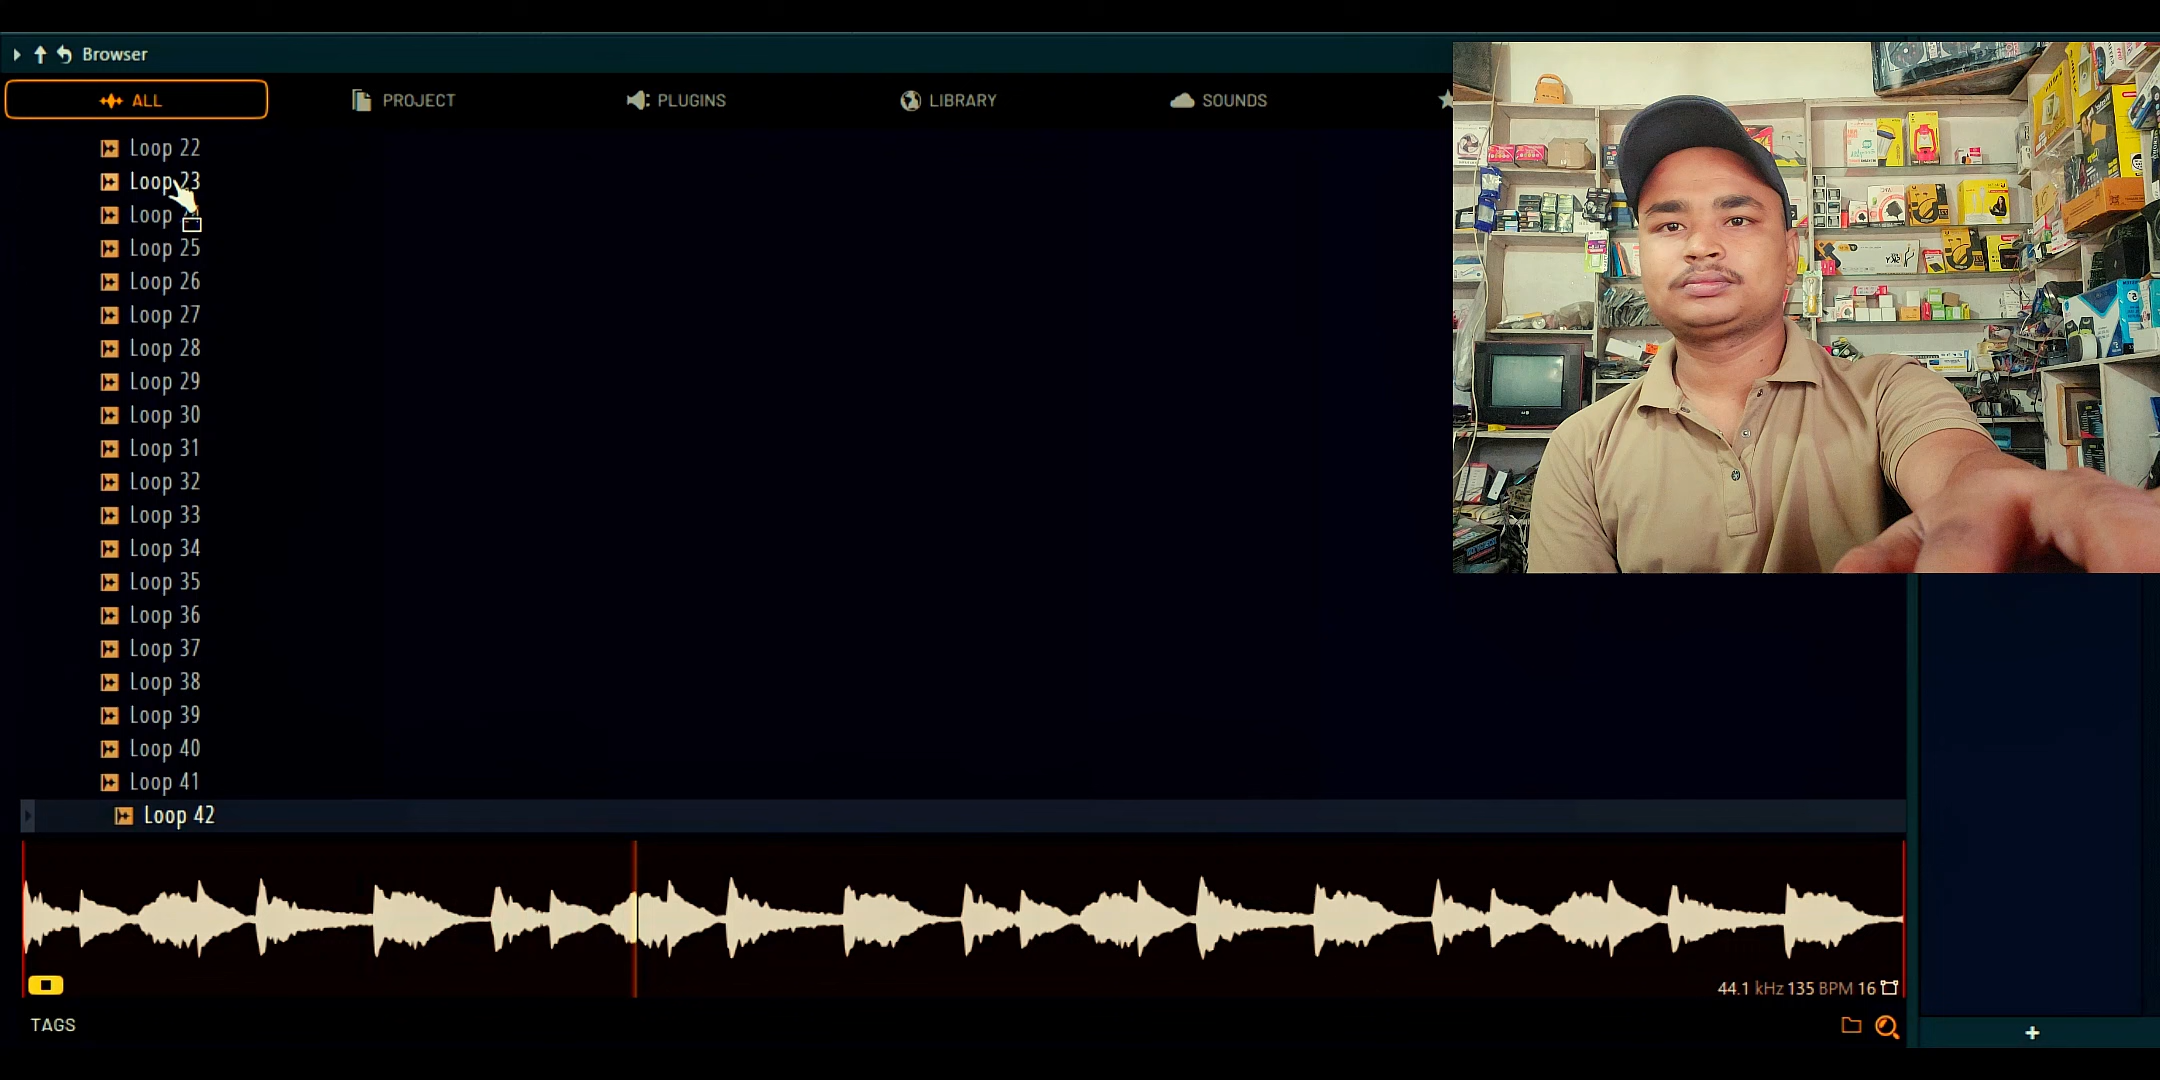 Browser
ALL
PROJECT
PLUGINS
LIBRARY
SOUNDS
Loop 22
Loop 23
Loop
Loop 25
Loop 26
Loop 27
Loop 28
Loop 29
Loop 30
Loop 31
Loop 32
Loop 33
Loop 34
Loop 35
Loop 36
Loop 37
Loop 38
Loop 39
Loop 40
Loop 41
Loop 42
44.1 kHz 135 BPM 16
TAGS